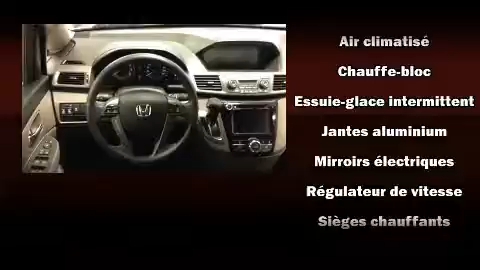 Air climatisé
Chauffe-bloc
Essuie-glace intermittent
Jantes aluminium
Mirroirs électriques
Régulateur de vitesse
Sièges chauffants